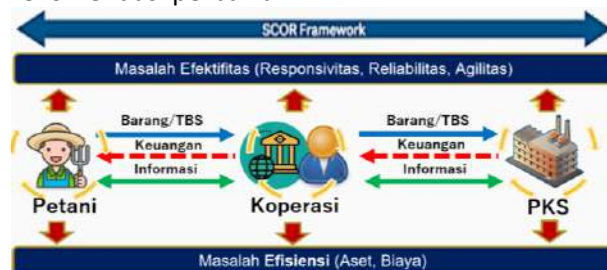 SCOR Framework
Masalah Efektifitas (Responsivitas, Reliabilitas, Agilitas)
Barang/TBS Barang/TBS
Keuangan Keuangan
Informasi Informasi
Petani Koperasi PKS
Masalah Efisiensi (Aset, Biaya)